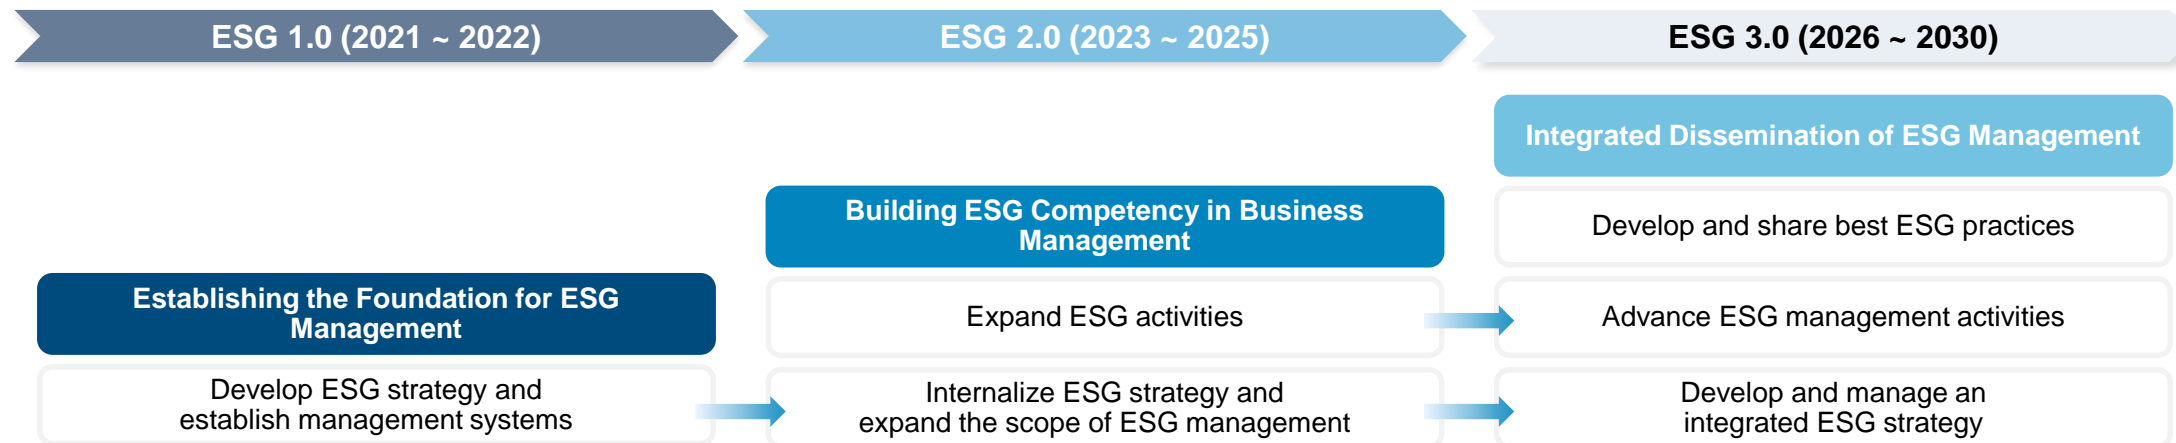 ESG 1.0 (2021 ~ 2022)
ESG 2.0 (2023 ~ 2025)
ESG 3.0 (2026 ~ 2030)
Establishing the Foundation for ESG
Management
Develop ESG strategy and
establish management systems
Building ESG Competency in Business
Management
Expand ESG activities
Internalize ESG strategy and
expand the scope of ESG management
Integrated Dissemination of ESG Management
Develop and share best ESG practices
Advance ESG management activities
Develop and manage an
integrated ESG strategy